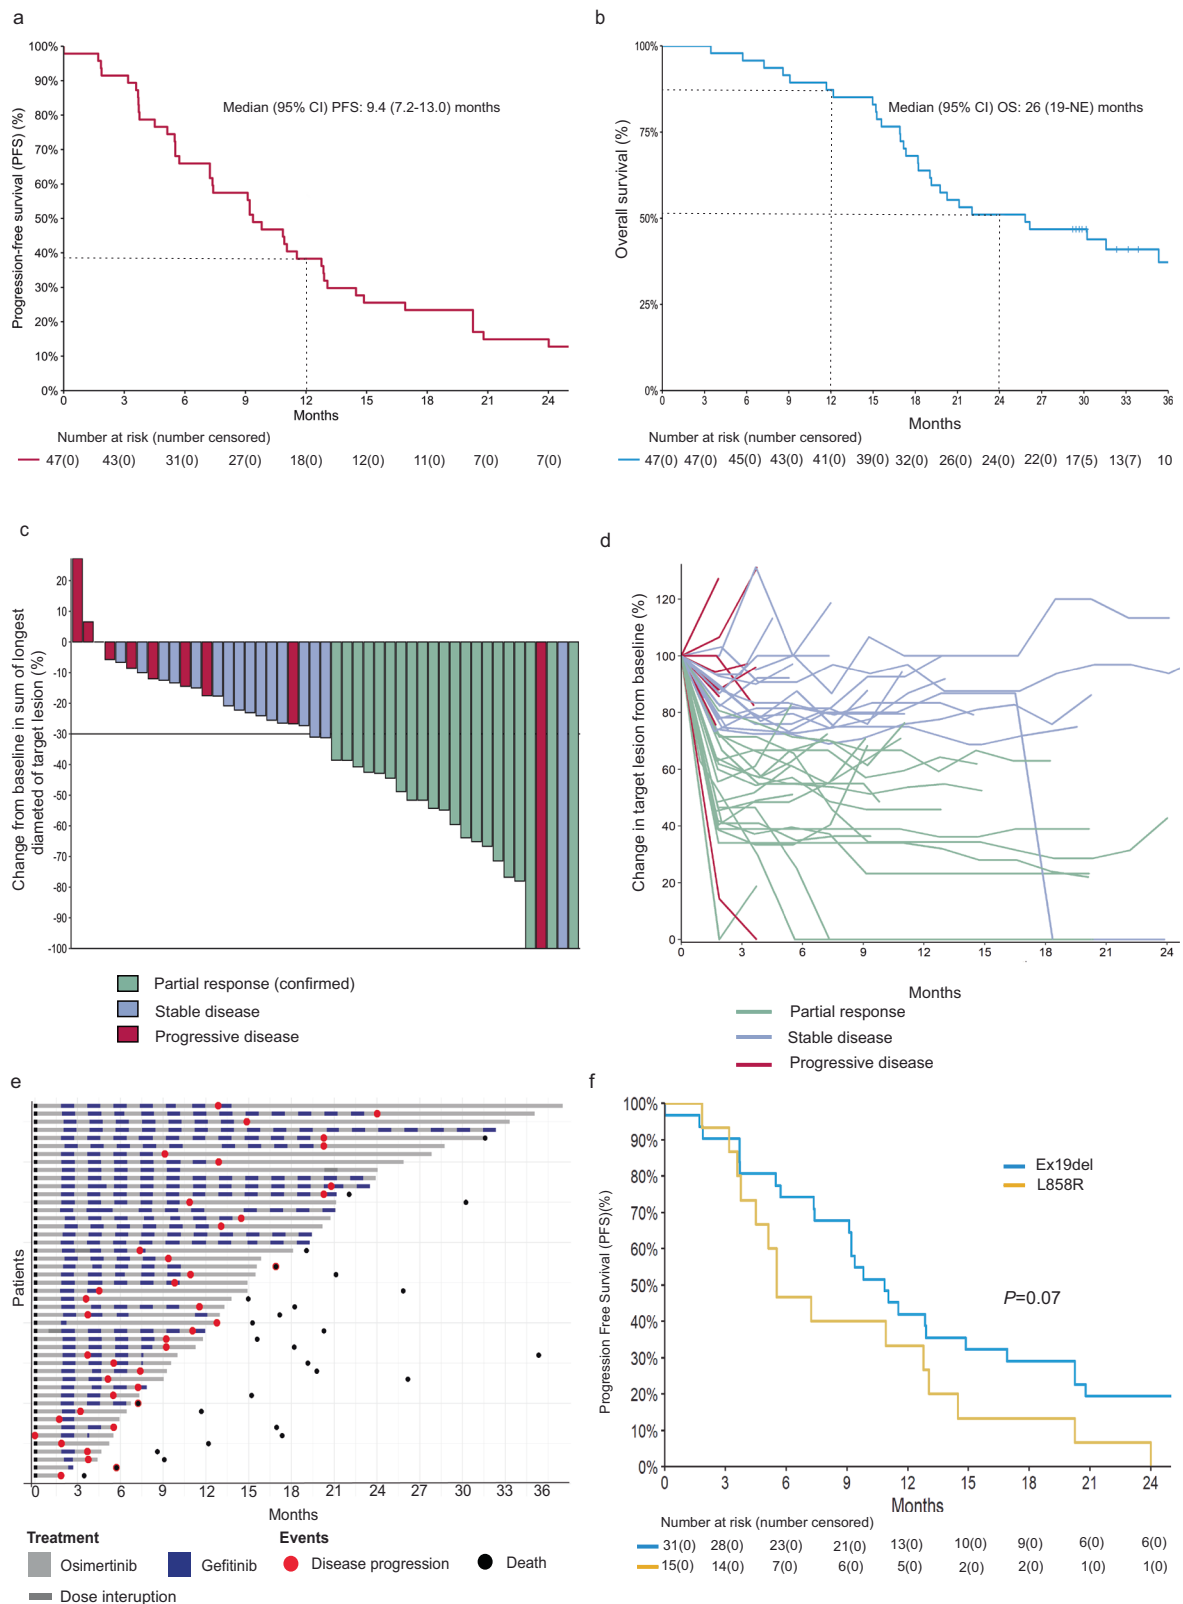 a
100%
90%
80%
70%
60%
50%
40%
30%
20%
10%
0%
Progression-free survival (PFS) (%)
Median (95% CI) PFS: 9.4 (7.2-13.0) months
0 3 6 9 12 15 18 21 24
Months
Number at risk (number censored)
47(0) 43(0) 31(0) 27(0) 18(0) 12(0) 11(0) 7(0) 7(0)
b
100%
75%
50%
25%
0%
Overall survival (%)
Median (95% CI) OS: 26 (19-NE) months
0 3 6 9 12 15 18 21 24 27 30 33 36
Months
Number at risk (number censored)
47(0) 47(0) 45(0) 43(0) 41(0) 39(0) 32(0) 26(0) 24(0) 22(0) 17(5) 13(7) 10
c
20
10
0
-10
-20
-30
-40
-50
-60
-70
-80
-90
-100
Change from baseline in sum of longest
diameted of target lesion (%)
Partial response (confirmed)
Stable disease
Progressive disease
d
120
100
80
60
40
20
0
Change in target lesion from baseline (%)
0 3 6 9 12 15 18 21 24
Months
Partial response
Stable disease
Progressive disease
e
Patients
0 3 6 9 12 15 18 21 24 27 30 33 36
Months
Treatment
Osimertinib
Gefitinib
Dose interuption
Events
Disease progression
Death
f
100%
90%
80%
70%
60%
50%
40%
30%
20%
10%
0%
Progression Free Survival (PFS)(%)
Ex19del
L858R
P=0.07
0 3 6 9 12 15 18 21 24
Months
Number at risk (number censored)
31(0) 28(0) 23(0) 21(0) 13(0) 10(0) 9(0) 6(0) 6(0)
15(0) 14(0) 7(0) 6(0) 5(0) 2(0) 2(0) 1(0) 1(0)